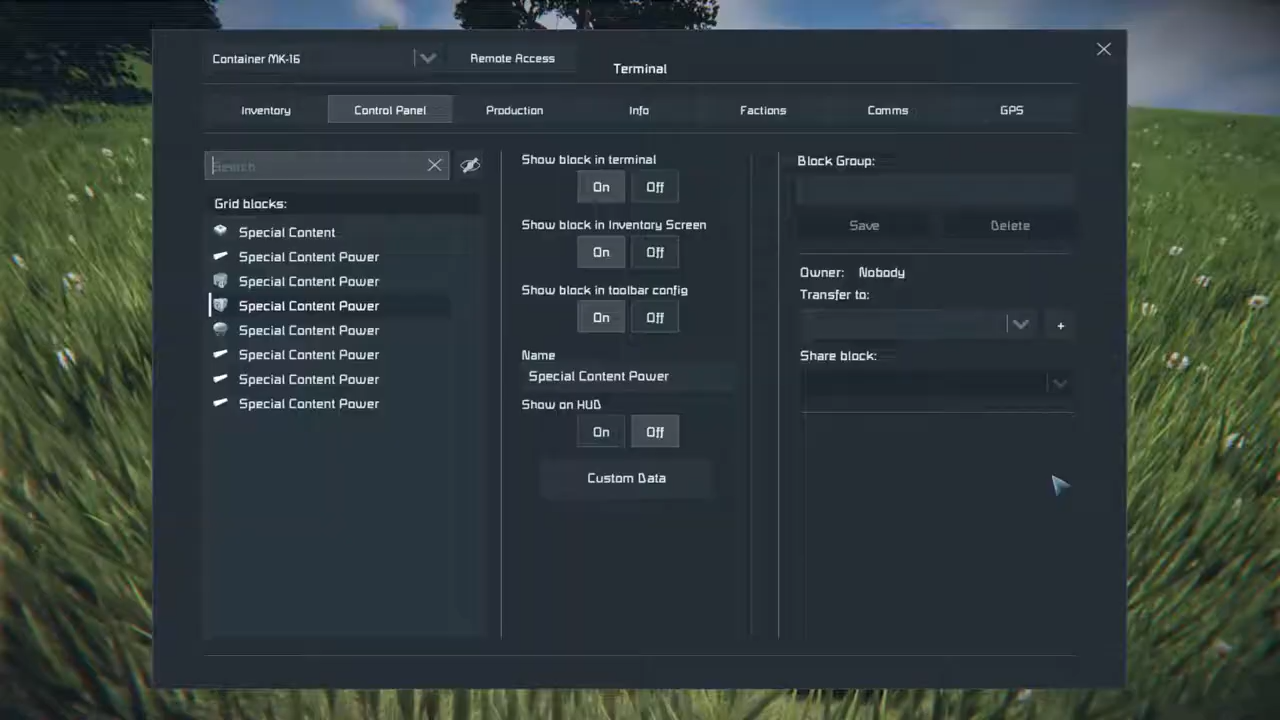 Container MK-16
Remote Access
Terminal
Inventory
Control Panel
Production
Info
Factions
Comms
GPS
Search
Grid blocks:
Special Content
Special Content Power
Special Content Power
Special Content Power
Special Content Power
Special Content Power
Special Content Power
Special Content Power
Show block in terminal
On Off
Show block in Inventory Screen
On Off
Show block in toolbar config
On Off
Name
Special Content Power
Show on HUD
On Off
Custom Data
Block Group:
Save Delete
Owner: Nobody
Transfer to:
+
Share block: